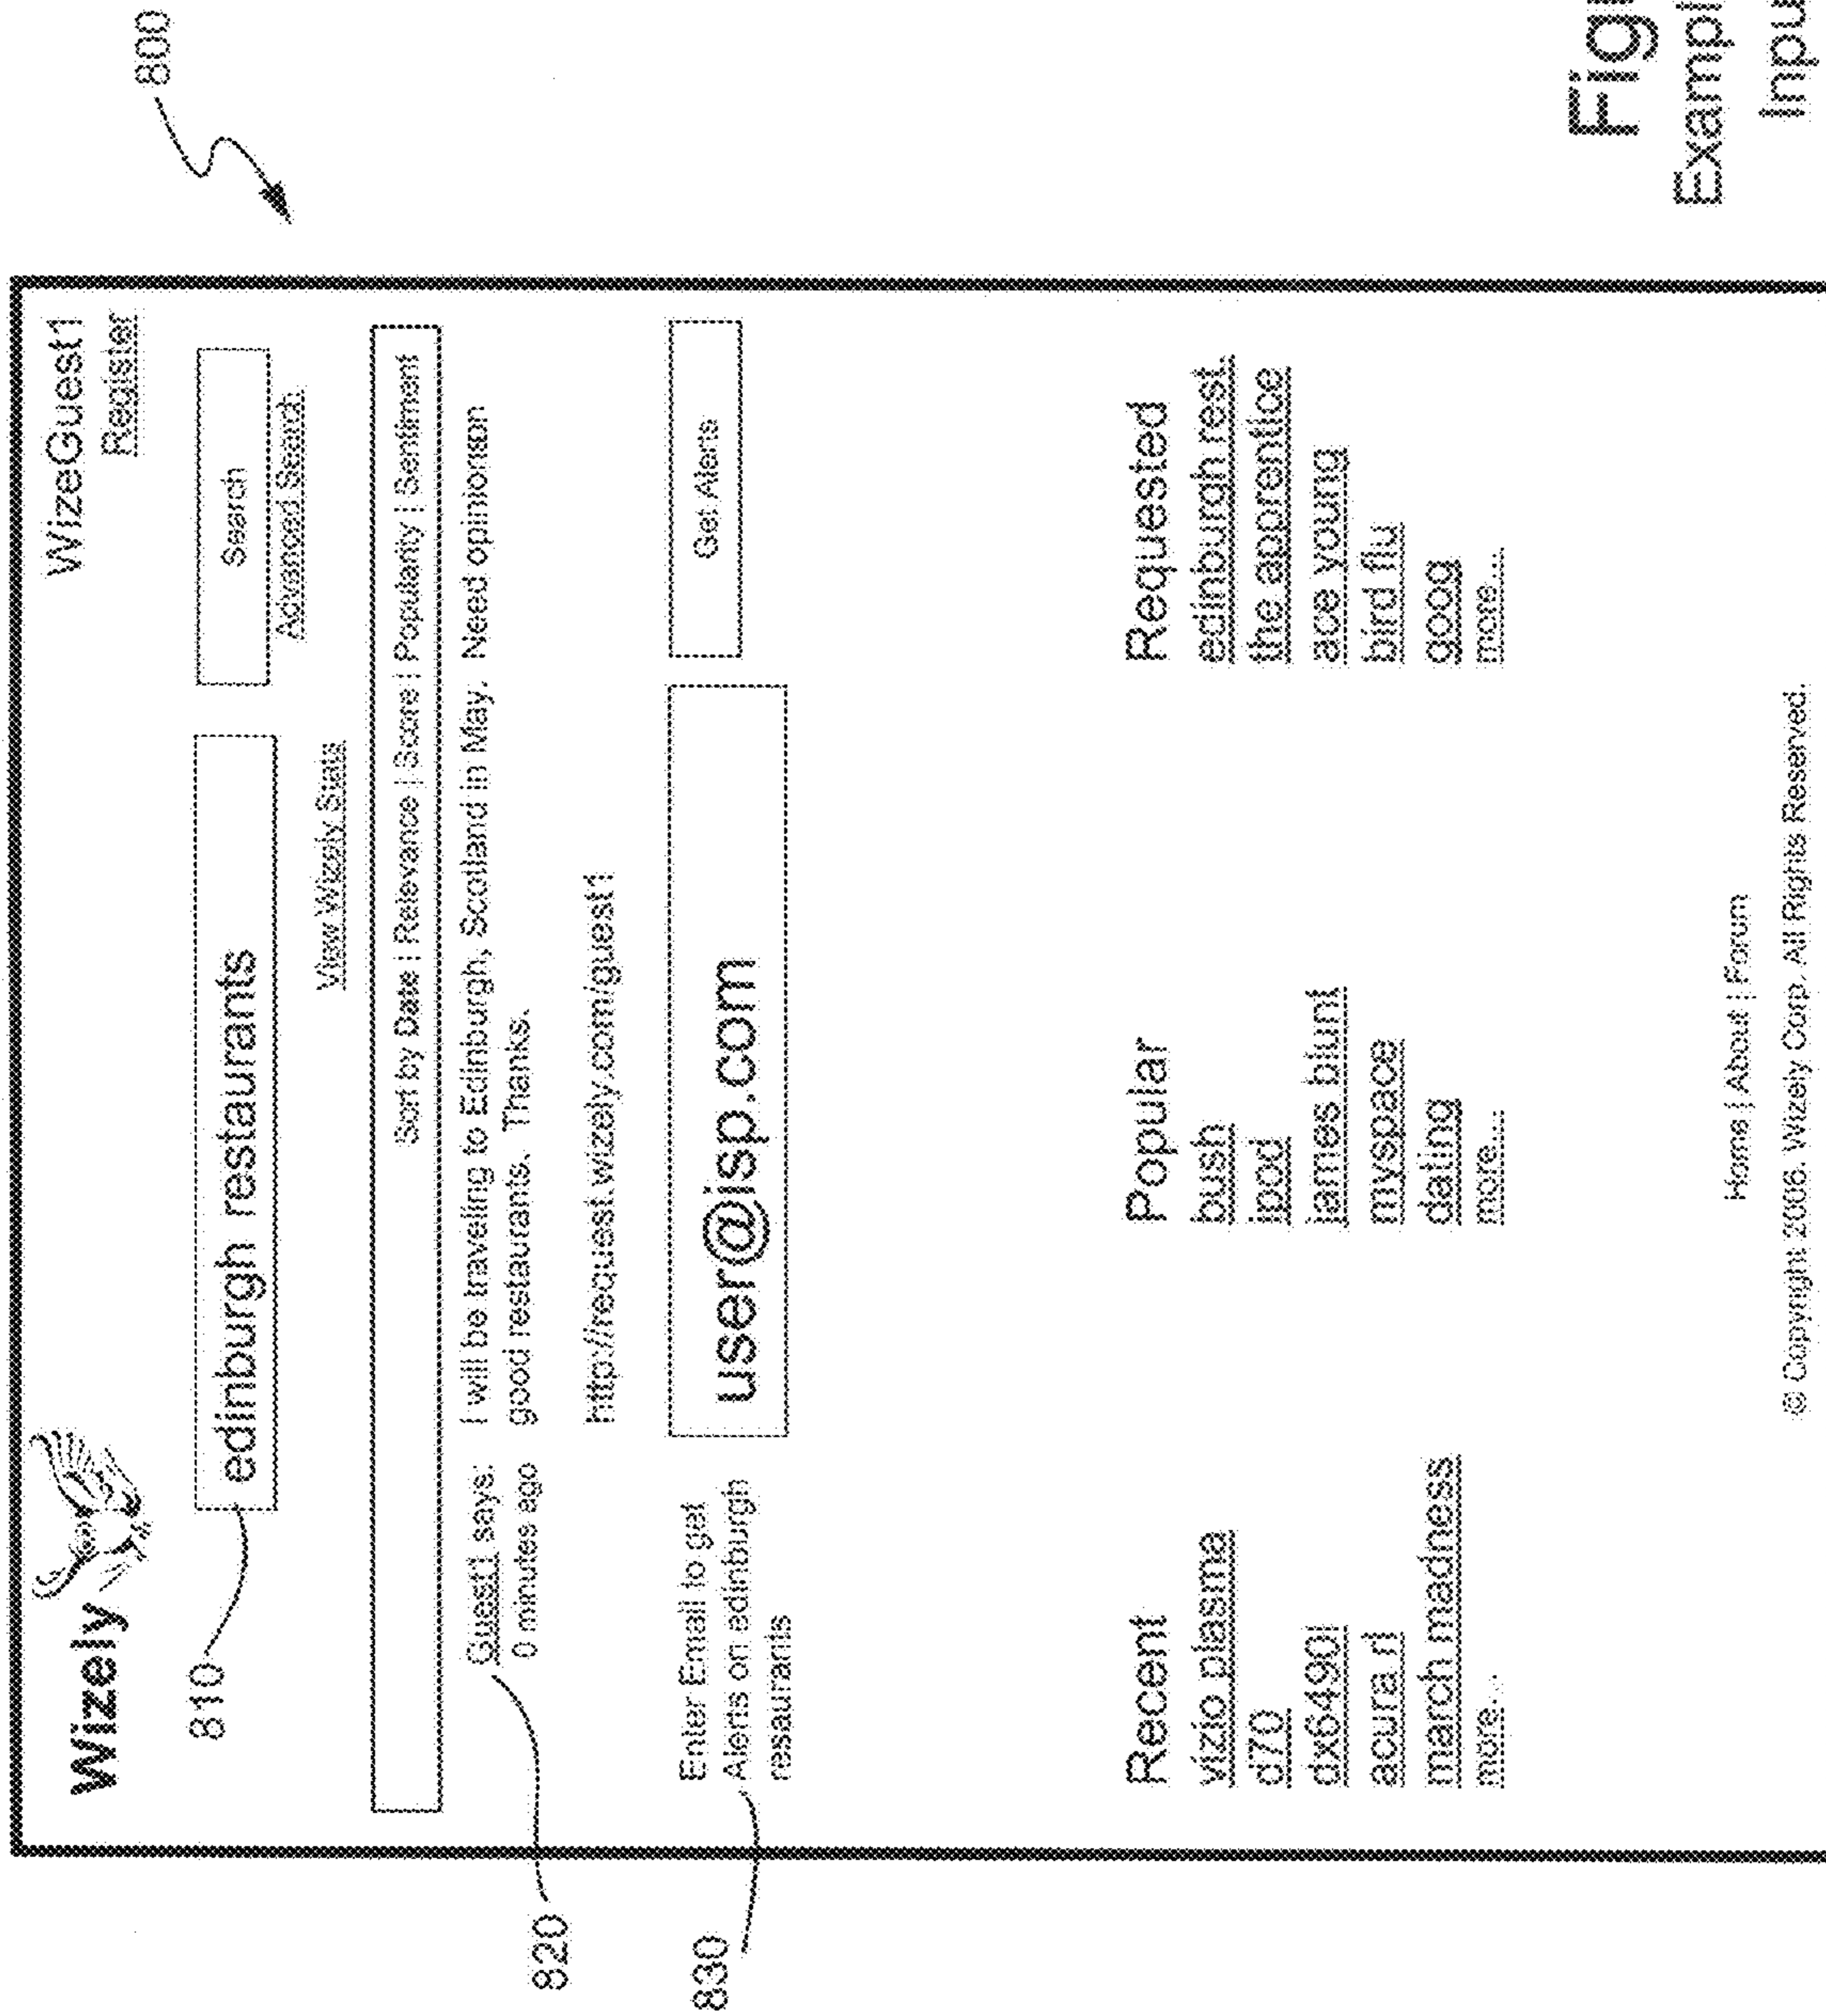 800
Wizely
WizeGuest1
Register
810
edinburgh restaurants
Search
Advanced Search
View Wizely Stats
Sort by Date | Relevance | Score | Popularity | Sentiment
820
Guest1 says:
0 minutes ago
I will be traveling to Edinburgh, Scotland in May. Need opinionson
good restaurants. Thanks.
http://request.wizely.com/guest1
830
Enter Email to get
Alerts on edinburgh
resaurants
user@isp.com
Get Alerts
Recent
vizio plasma
d70
dx6490i
acura rl
march madness
more...
Popular
bush
ipod
james blunt
myspace
dating
more...
Requested
edinburgh rest.
the apprentice
ace young
bird flu
goog
more...
Home | About | Forum
© Copyright 2006. Wizely Corp. All Rights Reserved.